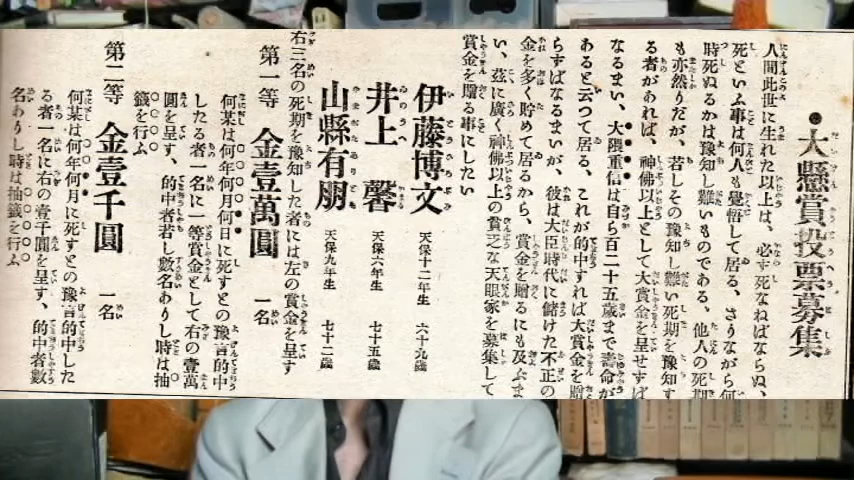 ●大懸賞投票募集
人間此世に生れた以上は、必ず死なねばならぬ、
死といふ事は何人も覺悟して居る、さりながら何
時死ぬるかは豫知し難いものである、他人の死期
も亦然りだが、若しその豫知し難い死期を豫知す
る者があれば、神佛以上として大賞金を呈せずば
なるまい、大隈重信は自ら百二十五歳まで壽命が
あると云つて居る、これが的中すれば大賞金を贈
らずばなるまいが、彼は大臣時代に儲けた不正の
金を多く貯めて居るから、賞金を贈るにも及ぶま
い、茲に廣く神佛以上の貧乏な天眼家を募集して
賞金を贈る事にしたい
伊藤博文 天保十二年生 六十九歳
井上馨 天保六年生 七十五歳
山縣有朋 天保九年生 七十二歳
右三名の死期を豫知した者には左の賞金を呈す
第一等 金壹萬圓 一名
何某は何年何月何日に死すとの豫言的中
したる者一名に一等賞金として右の壹萬
圓を呈す、的中者若し數名ありし時は抽
籤を行ふ
第二等 金壹千圓 一名
何某は何年何月に死すとの豫言的中した
る者一名に右の壹千圓を呈す、的中者數
名ありし時は抽籤を行ふ